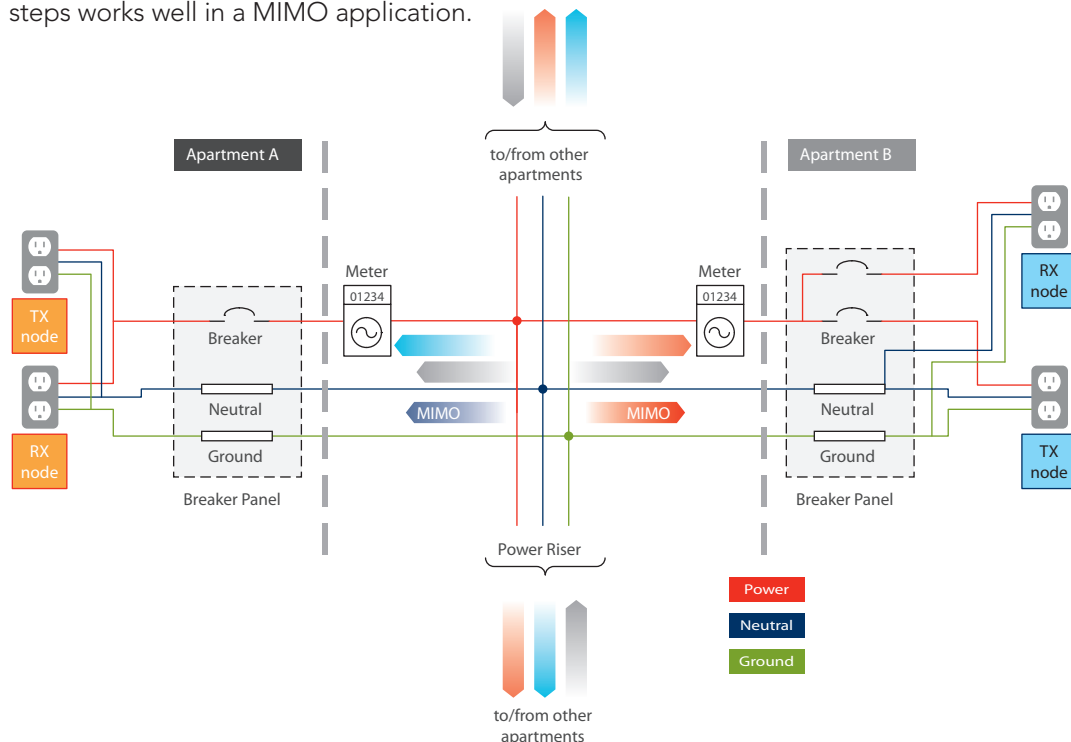 steps works well in a MIMO application.
Apartment A
to/from other
apartments
Apartment B
Meter
01234
Meter
01234
TX
node
RX
node
Breaker
Neutral
Ground
Breaker Panel
MIMO
MIMO
Breaker
Neutral
Ground
Breaker Panel
RX
node
TX
node
Power Riser
Power
Neutral
Ground
to/from other
apartments